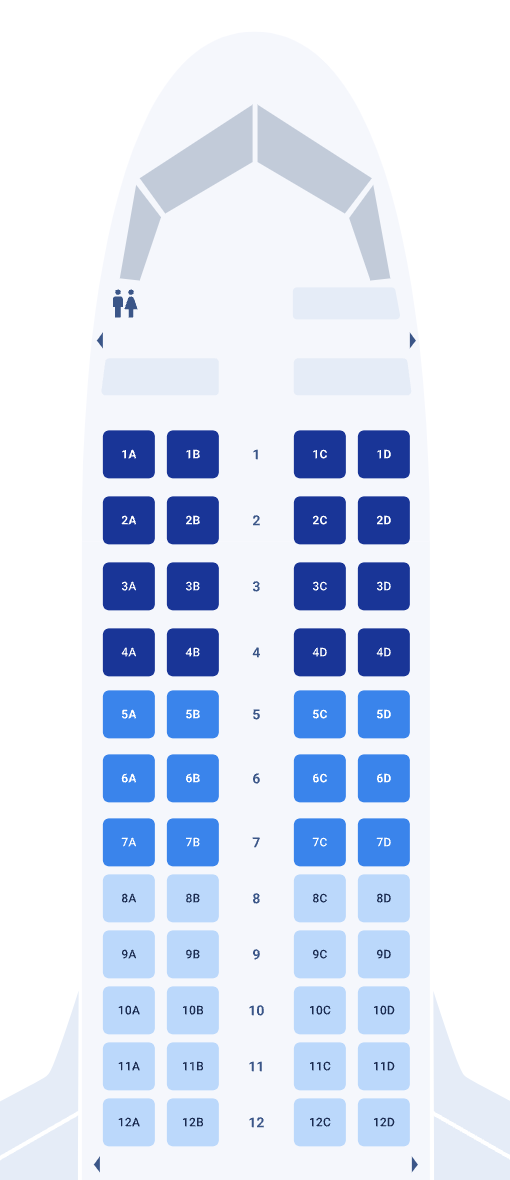 1A 1B 1 1C 1D
2A 2B 2 2C 2D
3A 3B 3 3C 3D
4A 4B 4 4D 4D
5A 5B 5 5C 5D
6A 6B 6 6C 6D
7A 7B 7 7C 7D
8A 8B 8 8C 8D
9A 9B 9 9C 9D
10A 10B 10 10C 10D
11A 11B 11 11C 11D
12A 12B 12 12C 12D